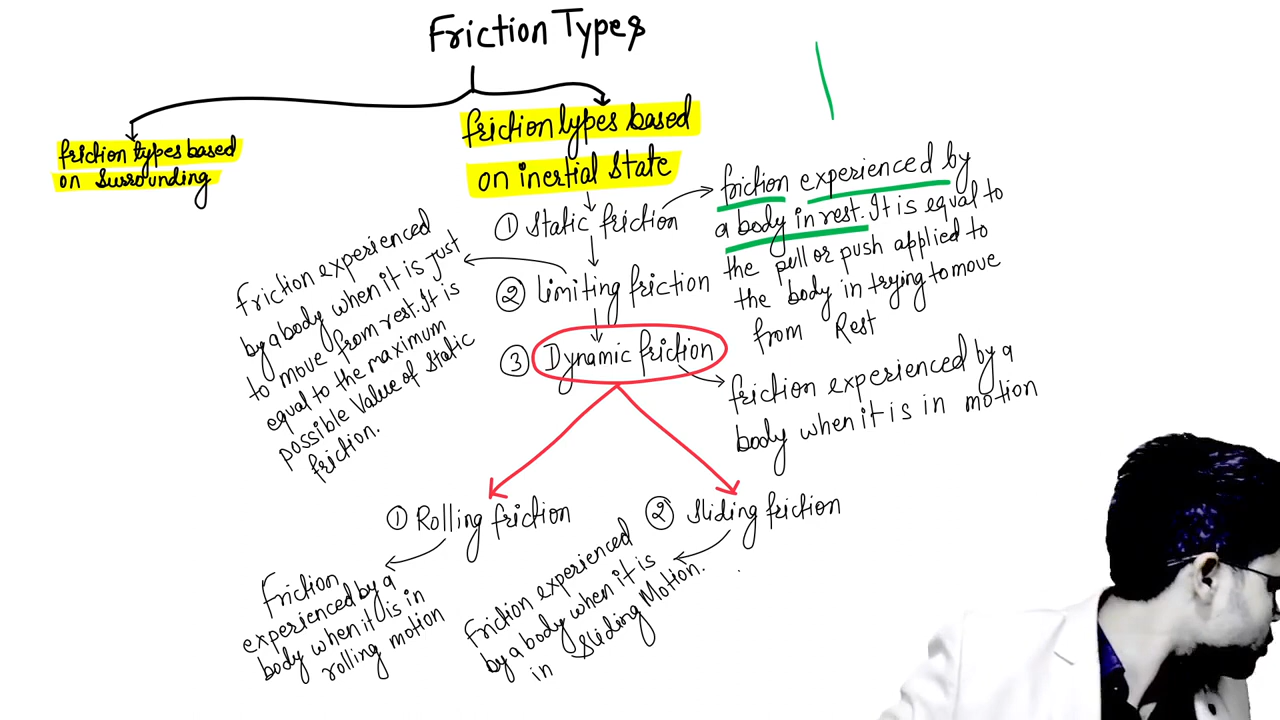 Friction Types
friction types based
on surrounding
friction types based
on inertial state
① Static friction
friction experienced by
a body in rest. It is equal to
the pull or push applied to
the body in trying to move
from Rest
② limiting friction
Friction experienced
by a body when it is just
to move from rest. It is
equal to the maximum
possible value of static
friction.
③ Dynamic friction
friction experienced by a
body when it is in motion
① Rolling friction
Friction
experienced by a
body when it is in
rolling motion
② sliding friction
Friction experienced
by a body when it is
in Sliding Motion.